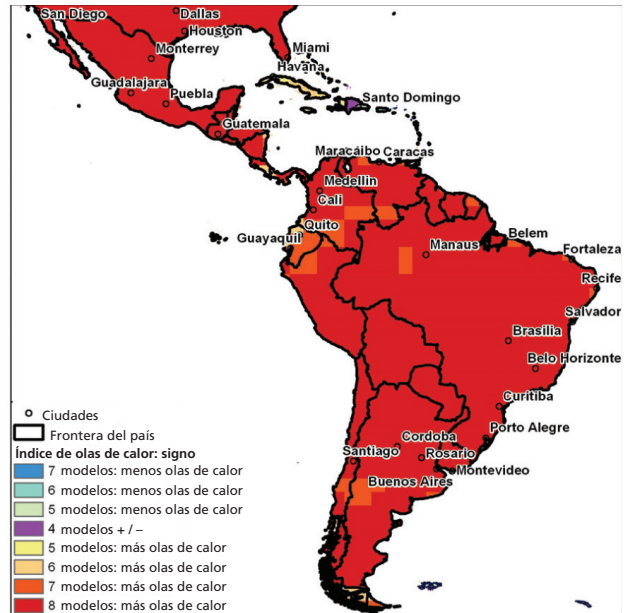 San Diego
Dallas
Houston
Monterrey
Miami
Havana
Guadalajara
Puebla
Santo Domingo
Guatemala
Maracaibo
Caracas
Medellin
Cali
Quito
Guayaquil
Manaus
Belem
Fortaleza
Recife
Salvador
Brasília
Belo Horizonte
Curitiba
Porto Alegre
Cordoba
Santiago
Rosario
Montevideo
Buenos Aires
Ciudades
Frontera del país
Índice de olas de calor: signo
7 modelos: menos olas de calor
6 modelos: menos olas de calor
5 modelos: menos olas de calor
4 modelos + / –
5 modelos: más olas de calor
6 modelos: más olas de calor
7 modelos: más olas de calor
8 modelos: más olas de calor